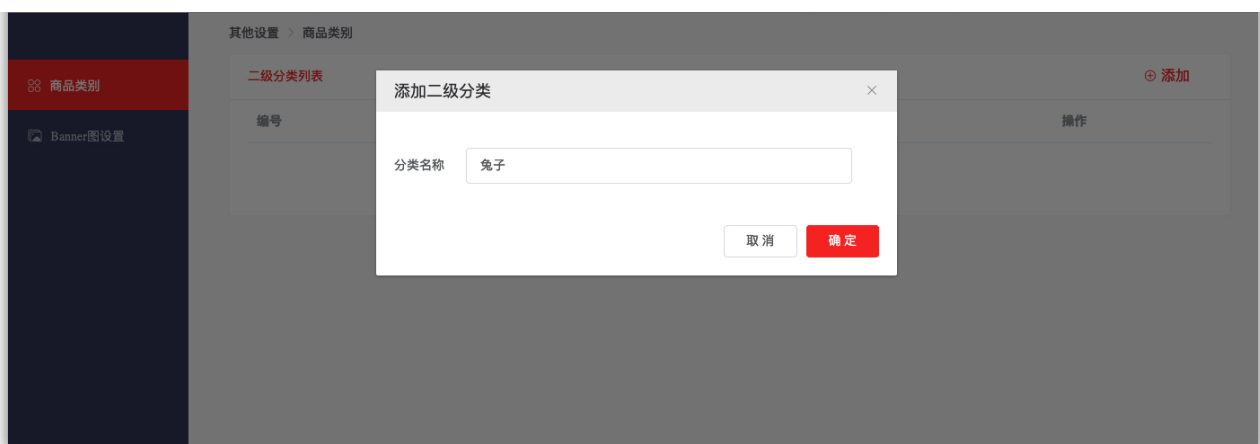 其他设置 > 商品类别
商品类别
Banner图设置
二级分类列表
添加
编号
操作
添加二级分类
分类名称
兔子
取消
确定